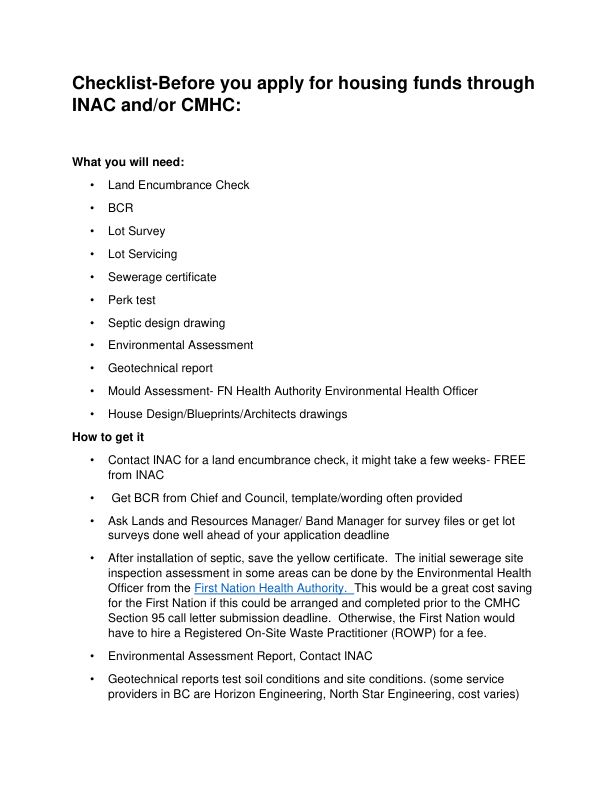 Checklist-Before you apply for housing funds through
INAC and/or CMHC:
What you will need:
• Land Encumbrance Check
• BCR
• Lot Survey
• Lot Servicing
• Sewerage certificate
• Perk test
• Septic design drawing
• Environmental Assessment
• Geotechnical report
• Mould Assessment- FN Health Authority Environmental Health Officer
• House Design/Blueprints/Architects drawings
How to get it
• Contact INAC for a land encumbrance check, it might take a few weeks- FREE
from INAC
• Get BCR from Chief and Council, template/wording often provided
• Ask Lands and Resources Manager/ Band Manager for survey files or get lot
surveys done well ahead of your application deadline
• After installation of septic, save the yellow certificate. The initial sewerage site
inspection assessment in some areas can be done by the Environmental Health
Officer from the First Nation Health Authority. This would be a great cost saving
for the First Nation if this could be arranged and completed prior to the CMHC
Section 95 call letter submission deadline. Otherwise, the First Nation would
have to hire a Registered On-Site Waste Practitioner (ROWP) for a fee.
• Environmental Assessment Report, Contact INAC
• Geotechnical reports test soil conditions and site conditions. (some service
providers in BC are Horizon Engineering, North Star Engineering, cost varies)